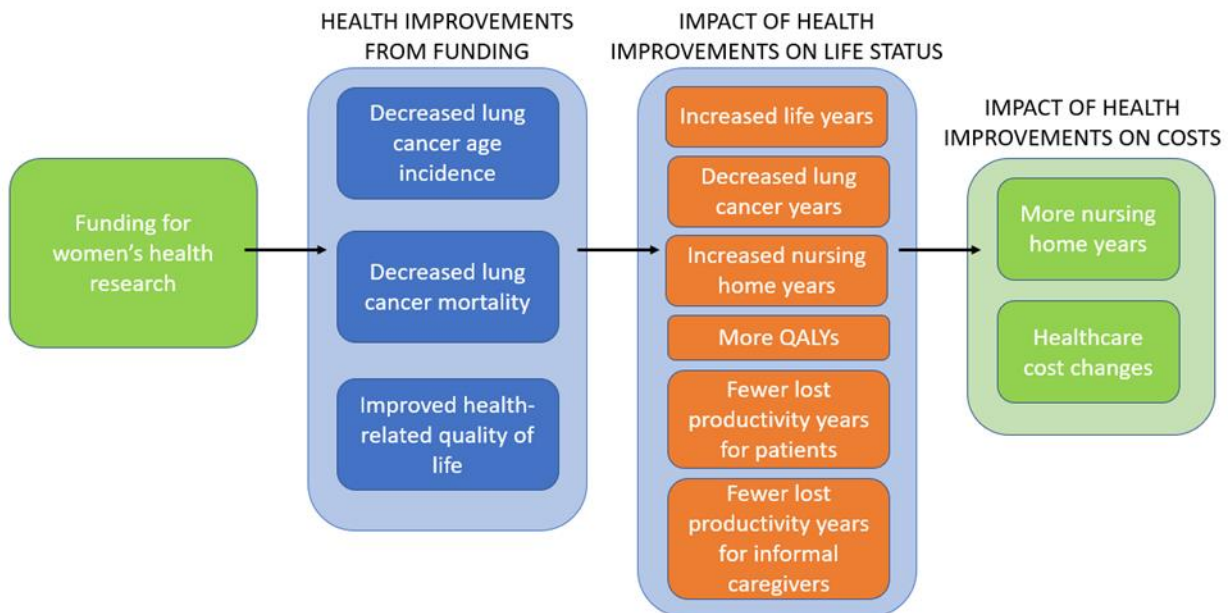 HEALTH IMPROVEMENTS
FROM FUNDING
IMPACT OF HEALTH
IMPROVEMENTS ON LIFE STATUS
IMPACT OF HEALTH
IMPROVEMENTS ON COSTS
Funding for
women's health
research
Decreased lung
cancer age
incidence
Decreased lung
cancer mortality
Improved health-
related quality of
life
Increased life years
Decreased lung
cancer years
Increased nursing
home years
More QALYs
Fewer lost
productivity years
for patients
Fewer lost
productivity years
for informal
caregivers
More nursing
home years
Healthcare
cost changes